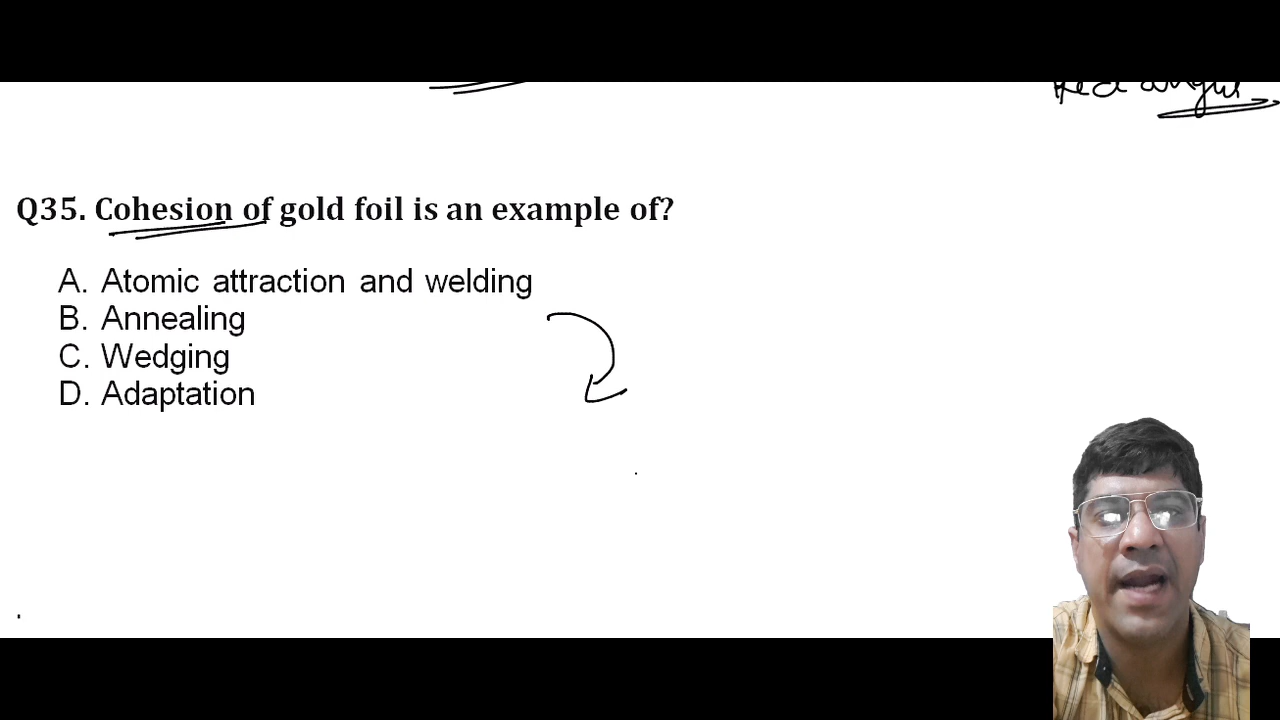 Q35. Cohesion of gold foil is an example of?
A. Atomic attraction and welding
B. Annealing
C. Wedging
D. Adaptation